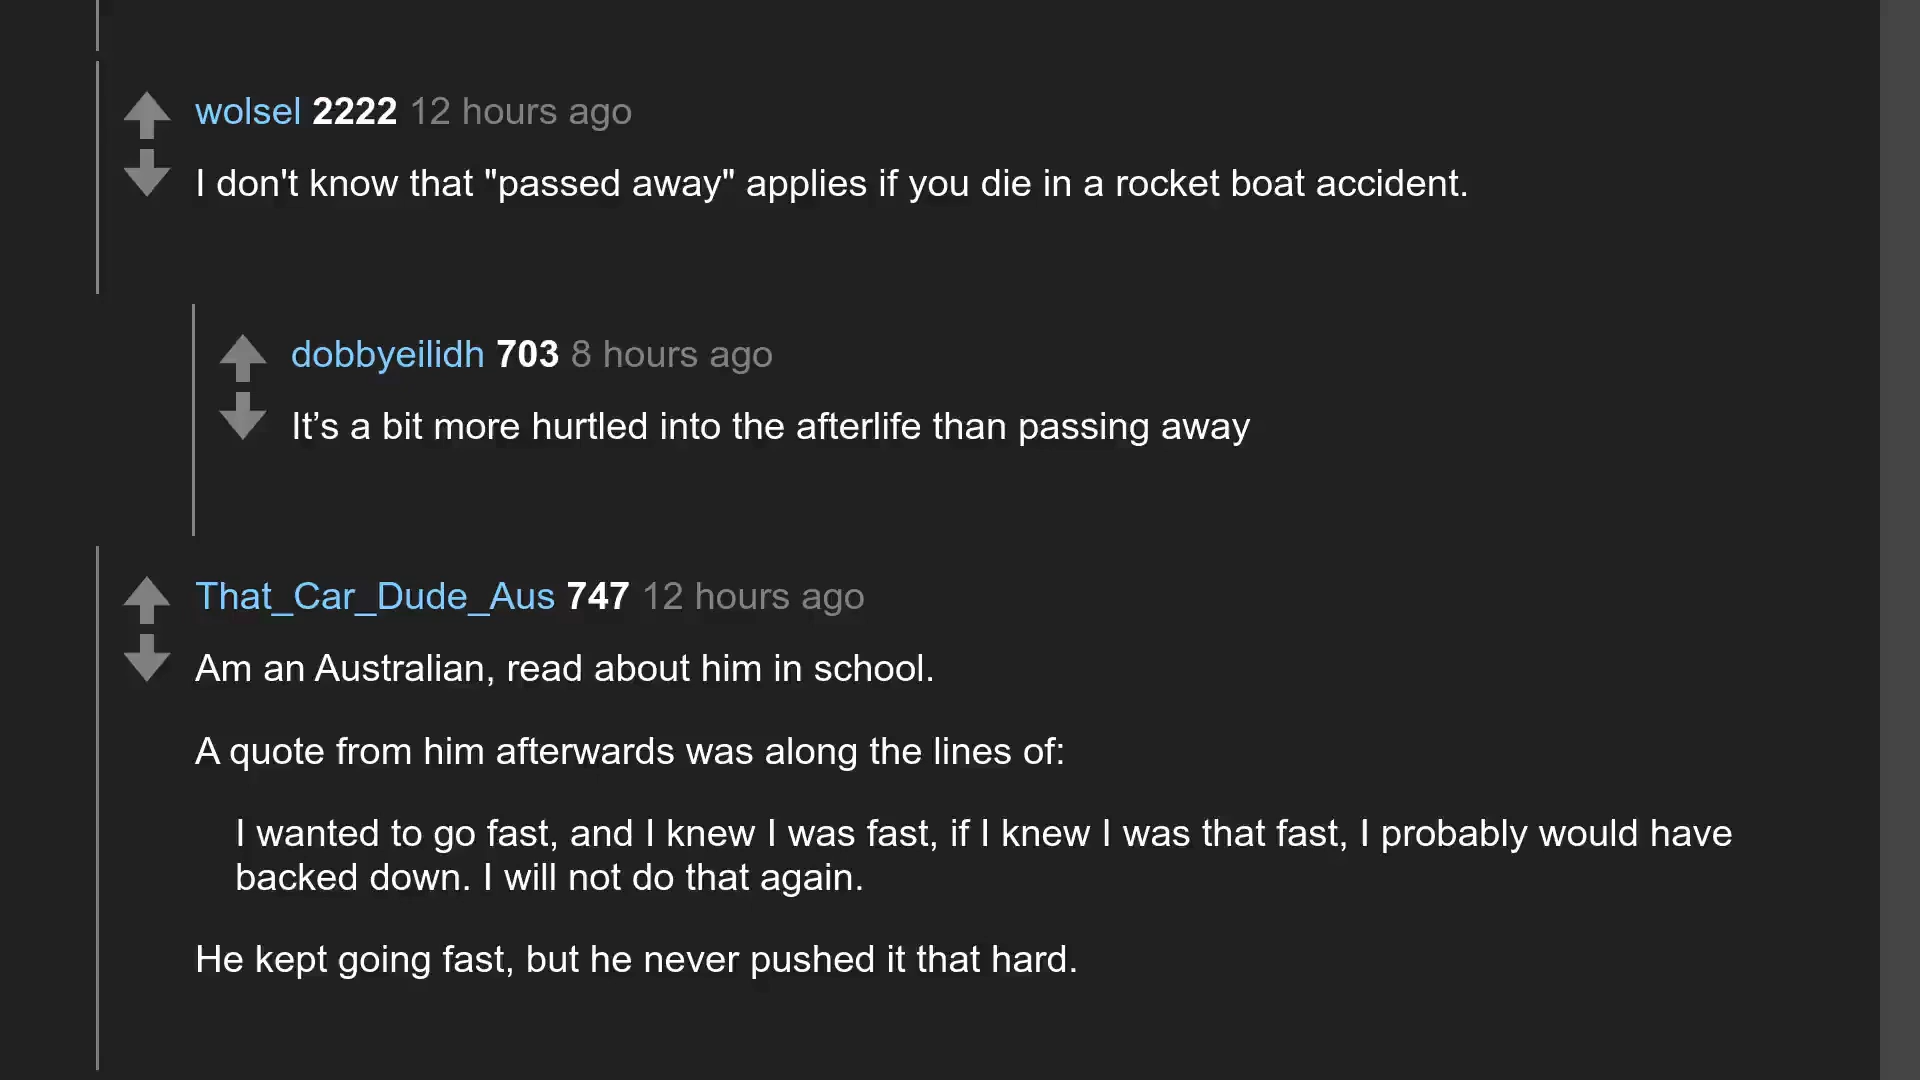 wolsel 2222 12 hours ago
I don't know that "passed away" applies if you die in a rocket boat accident.
dobbyeilidh 703 8 hours ago
It’s a bit more hurtled into the afterlife than passing away
That_Car_Dude_Aus 747 12 hours ago
Am an Australian, read about him in school.
A quote from him afterwards was along the lines of:
I wanted to go fast, and I knew I was fast, if I knew I was that fast, I probably would have
backed down. I will not do that again.
He kept going fast, but he never pushed it that hard.